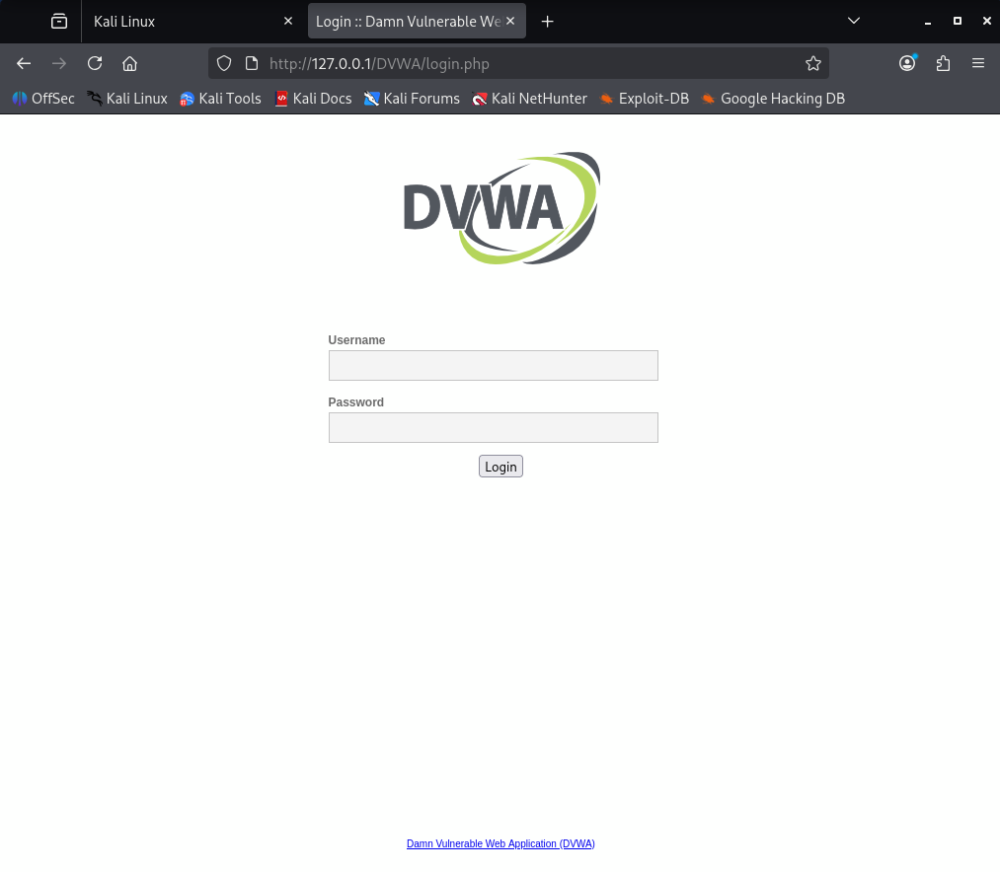 Kali Linux
Login :: Damn Vulnerable We
http://127.0.0.1/DVWA/login.php
OffSec Kali Linux Kali Tools Kali Docs Kali Forums Kali NetHunter Exploit-DB Google Hacking DB
DVWA
Username
Password
Login
Damn Vulnerable Web Application (DVWA)